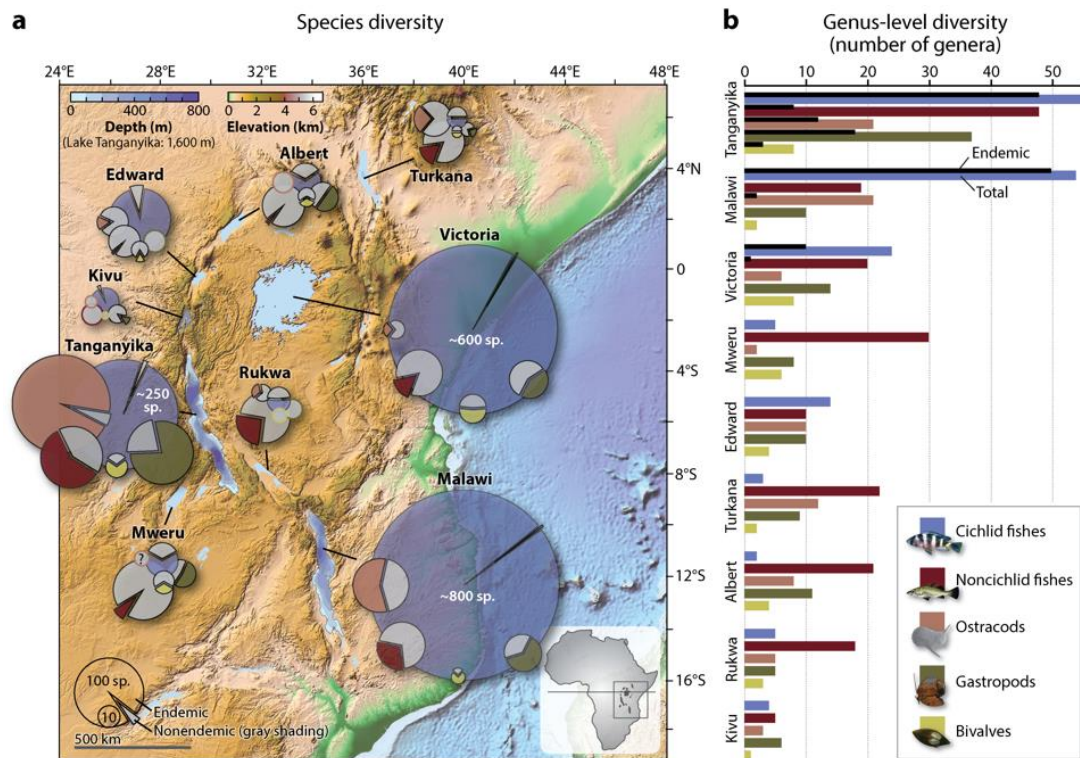 a
Species diversity
24
28
32
36°E
40
44
48
0
400
800
Depth (m)
(Lake Tanganyika: 1,600 m)
0
2
4
6
Elevation (km)
Albert
Turkana
Edward
Victoria
Kivu
~600 sp.
Tanganyika
~250
sp.
Rukwa
Malawi
Mweru
?
~800 sp.
4°N
0
4°S
8°S
12°S
16°S
100 sp.
10
Endemic
Nonendemic (gray shading)
500 km
b
Genus-level diversity
(number of genera)
0
10
20
30
40
50
Tanganyika
Endemic
Total
Malawi
Victoria
Mweru
Edward
Turkana
Albert
Rukwa
Kivu
Cichlid fishes
Noncichlid fishes
Ostracods
Gastropods
Bivalves